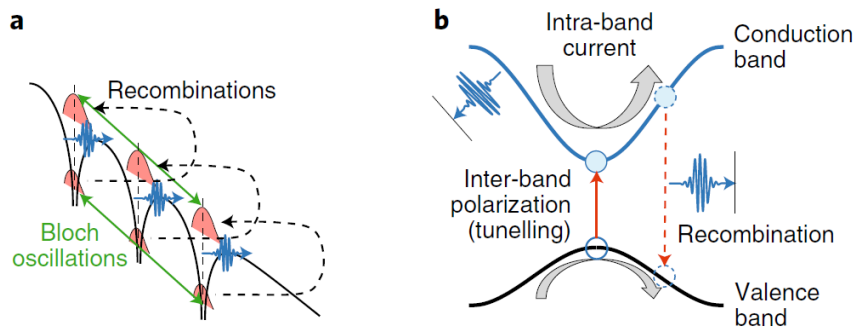 a
Recombinations
Bloch
oscillations
b
Intra-band
current
Conduction
band
Inter-band
polarization
(tunelling)
Recombination
Valence
band